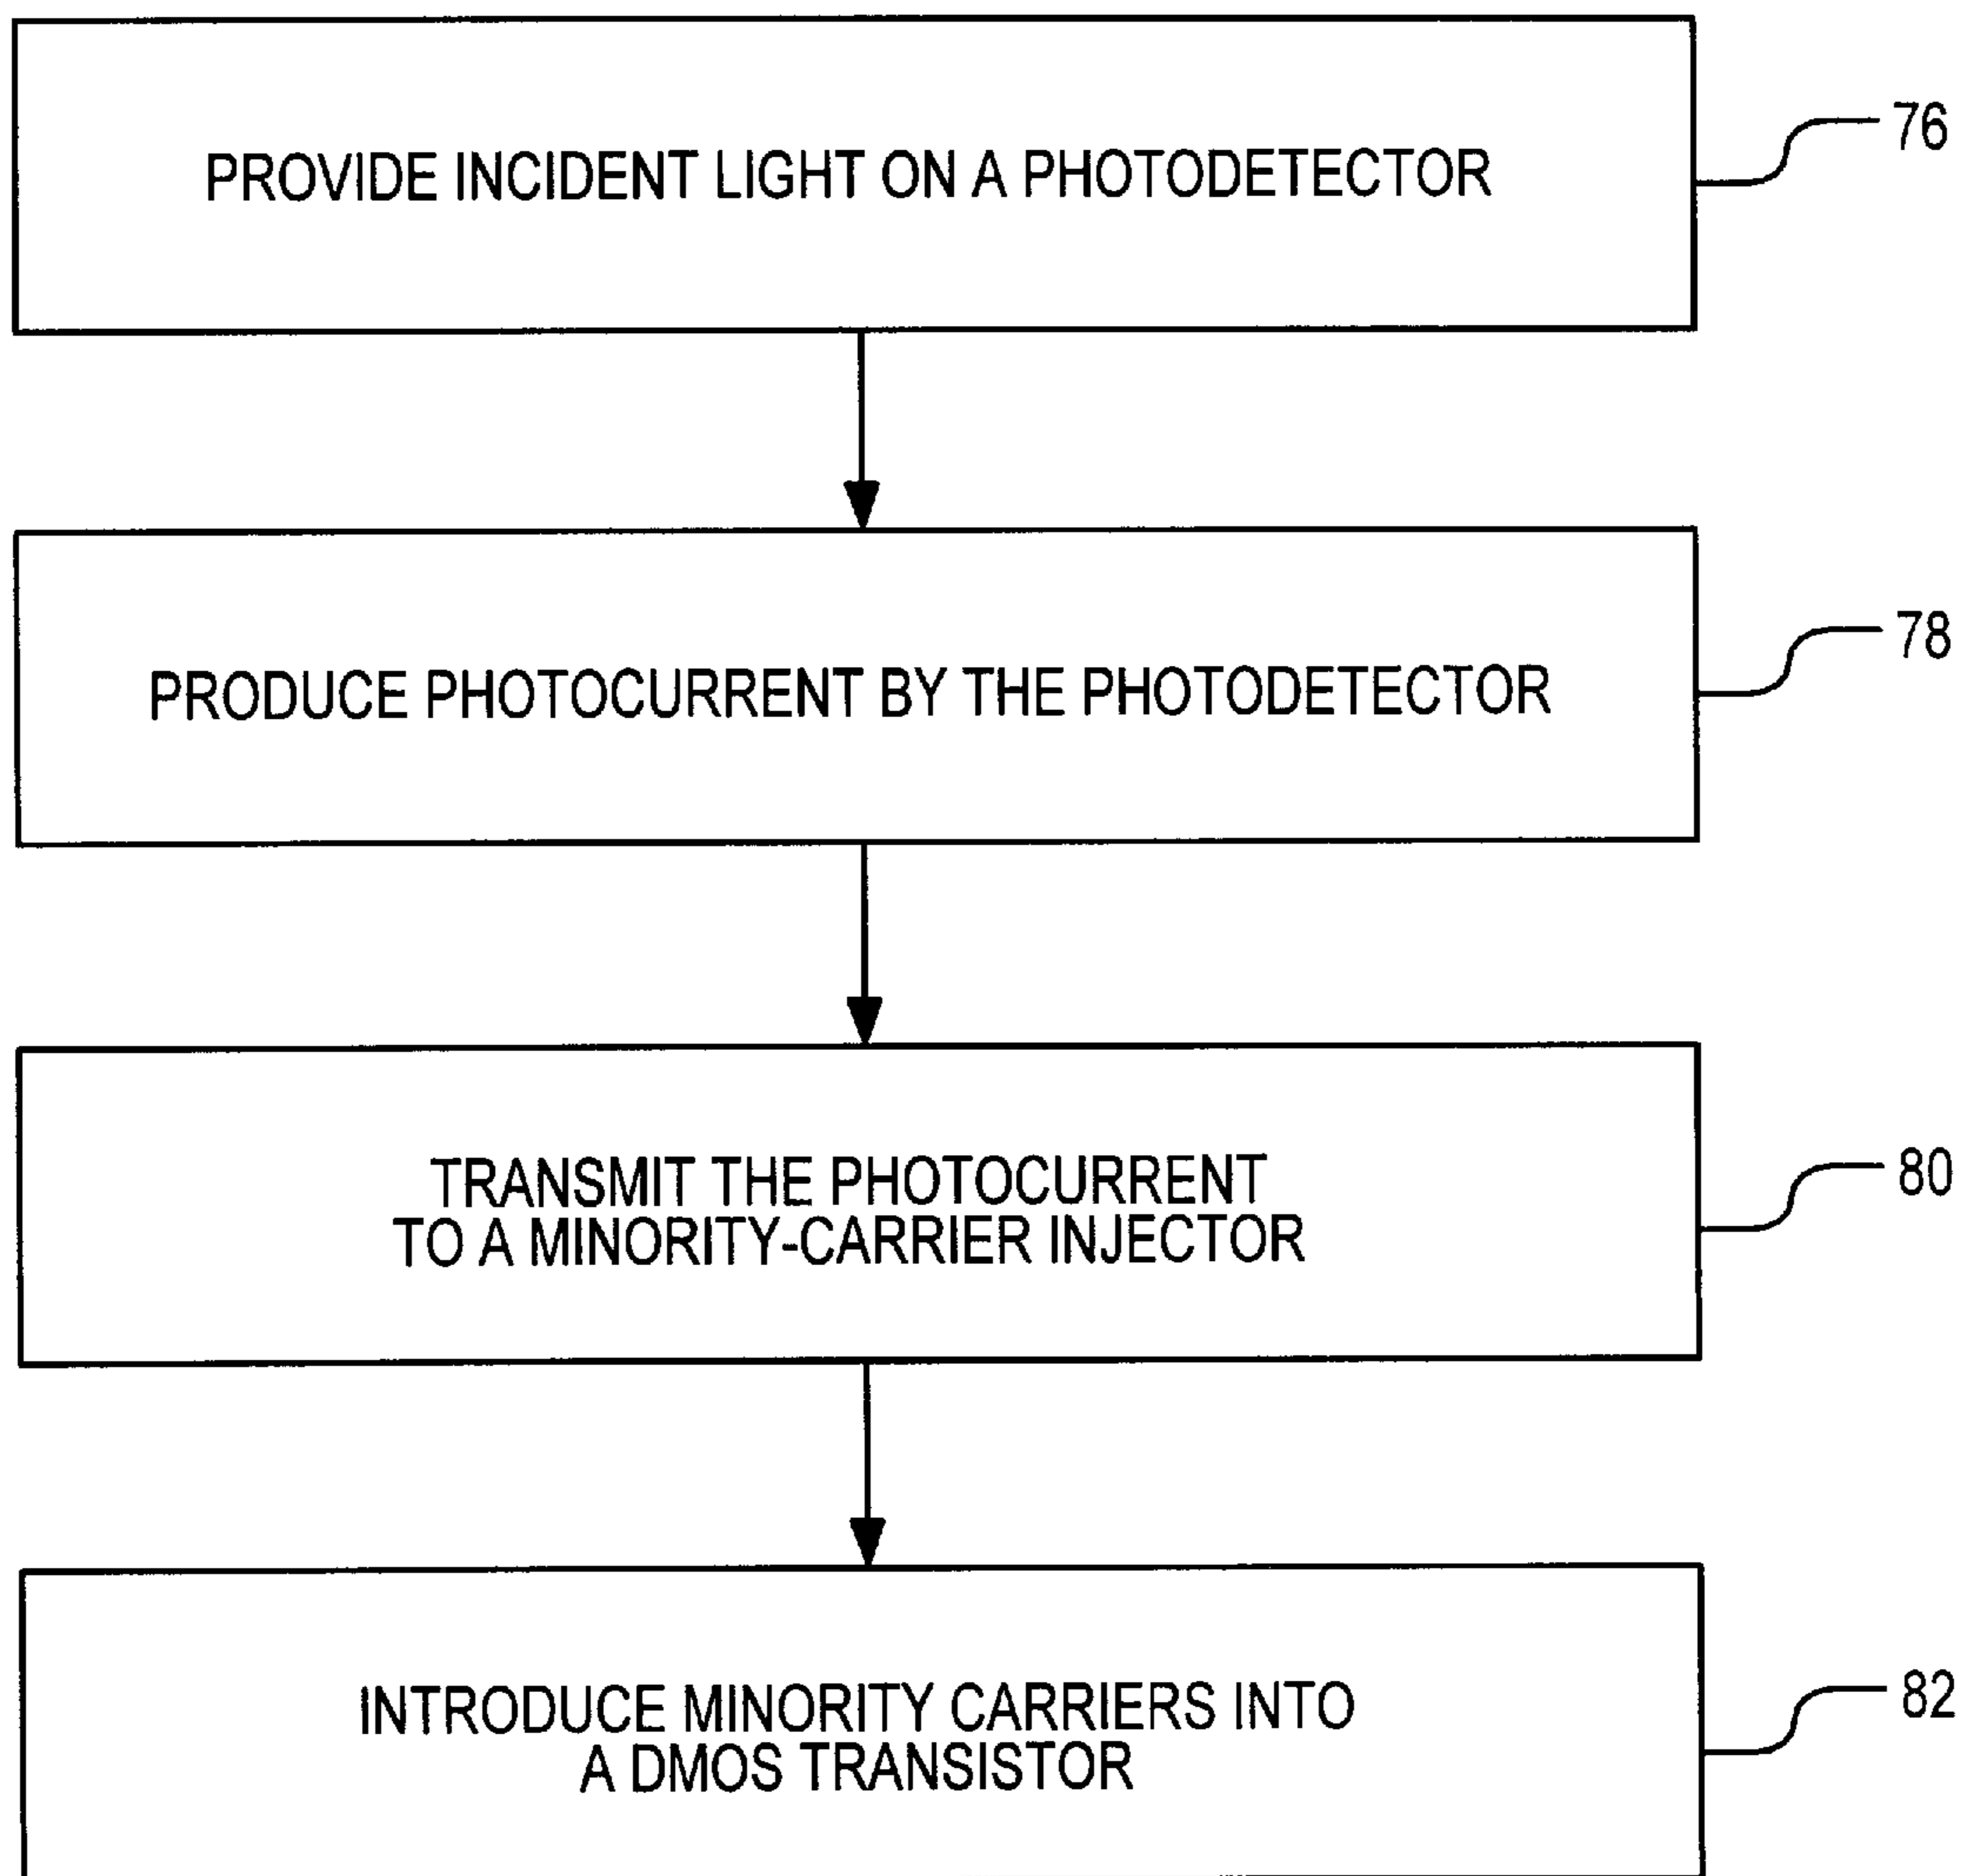 PROVIDE INCIDENT LIGHT ON A PHOTODETECTOR
76
PRODUCE PHOTOCURRENT BY THE PHOTODETECTOR
78
TRANSMIT THE PHOTOCURRENT
TO A MINORITY-CARRIER INJECTOR
80
INTRODUCE MINORITY CARRIERS INTO
A DMOS TRANSISTOR
82